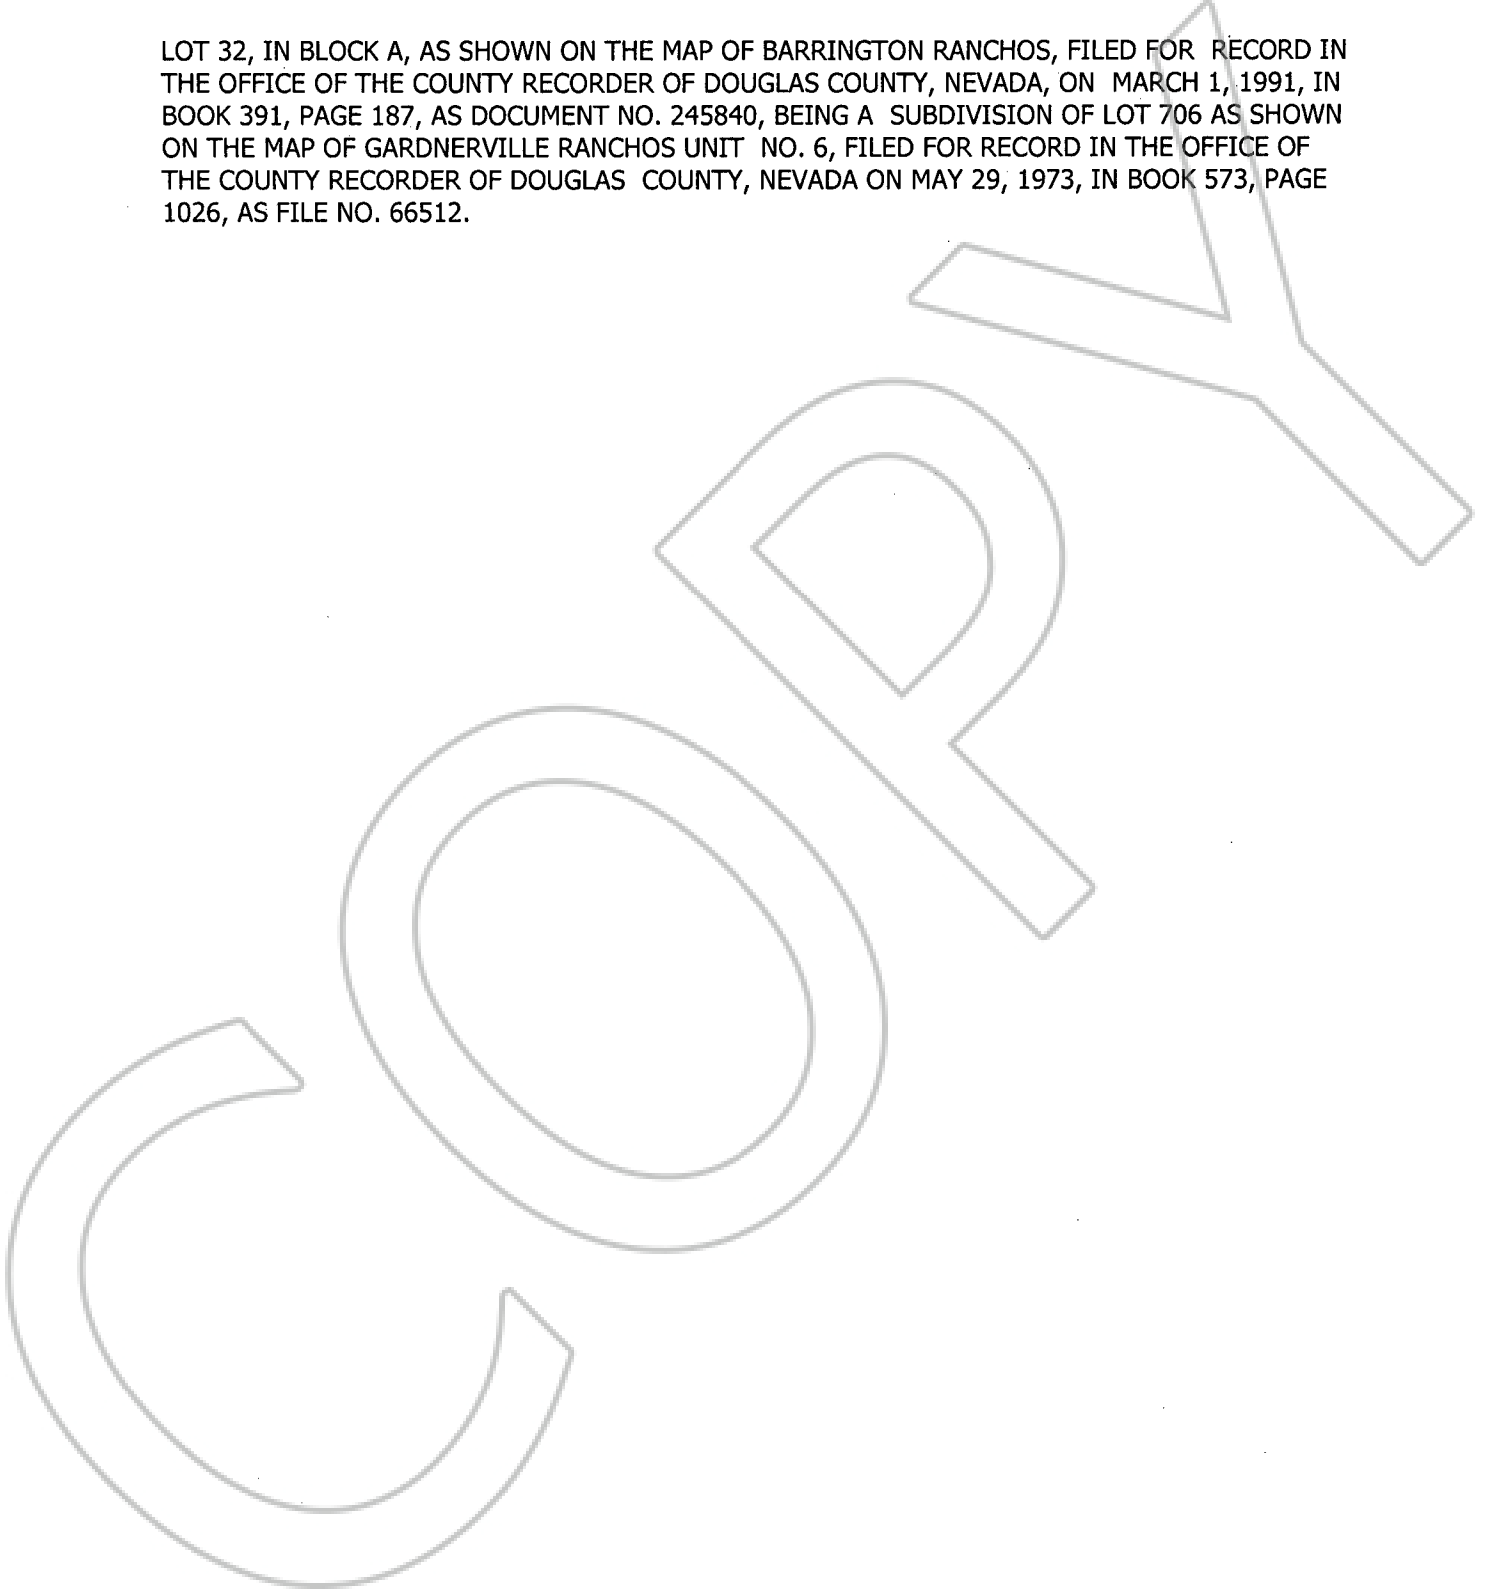 LOT 32, IN BLOCK A, AS SHOWN ON THE MAP OF BARRINGTON RANCHOS, FILED FOR RECORD IN
THE OFFICE OF THE COUNTY RECORDER OF DOUGLAS COUNTY, NEVADA, ON MARCH 1, 1991, IN
BOOK 391, PAGE 187, AS DOCUMENT NO. 245840, BEING A SUBDIVISION OF LOT 706 AS SHOWN
ON THE MAP OF GARDNERVILLE RANCHOS UNIT NO. 6, FILED FOR RECORD IN THE OFFICE OF
THE COUNTY RECORDER OF DOUGLAS COUNTY, NEVADA ON MAY 29, 1973, IN BOOK 573, PAGE
1026, AS FILE NO. 66512.
COPY